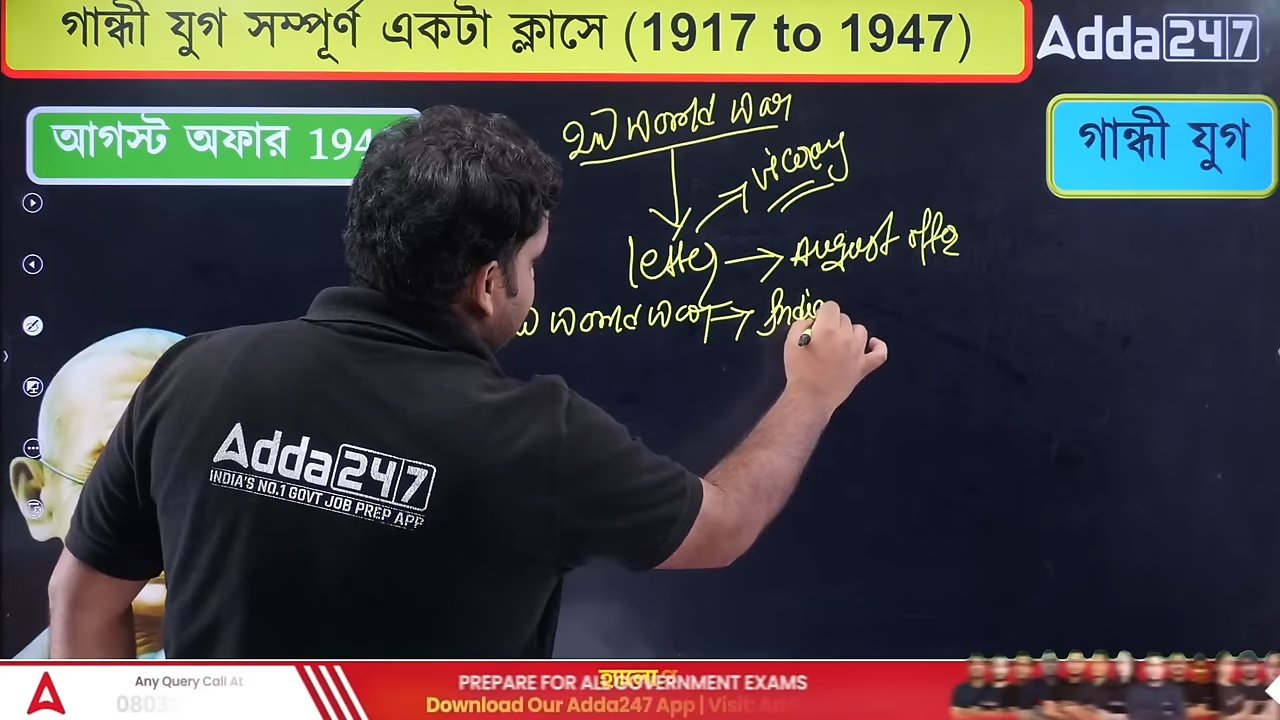 গান্ধী যুগ সম্পূর্ণ একটা ক্লাসে (1917 to 1947)
Adda247
আগস্ট অফার 194
গান্ধী যুগ
2nd World War
letter
August offer
World War
India
Adda247
INDIA'S NO.1 GOVT JOB PREP APP
Any Query Call At
080
PREPARE FOR ALL GOVERNMENT EXAMS
Download Our Adda247 App | Visit: Ad